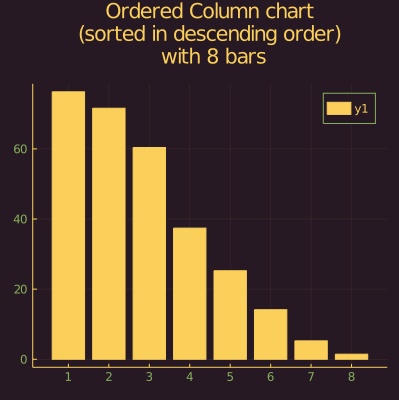 Ordered Column chart
(sorted in descending order)
with 8 bars
y1
60
40
20
0
1 2 3 4 5 6 7 8